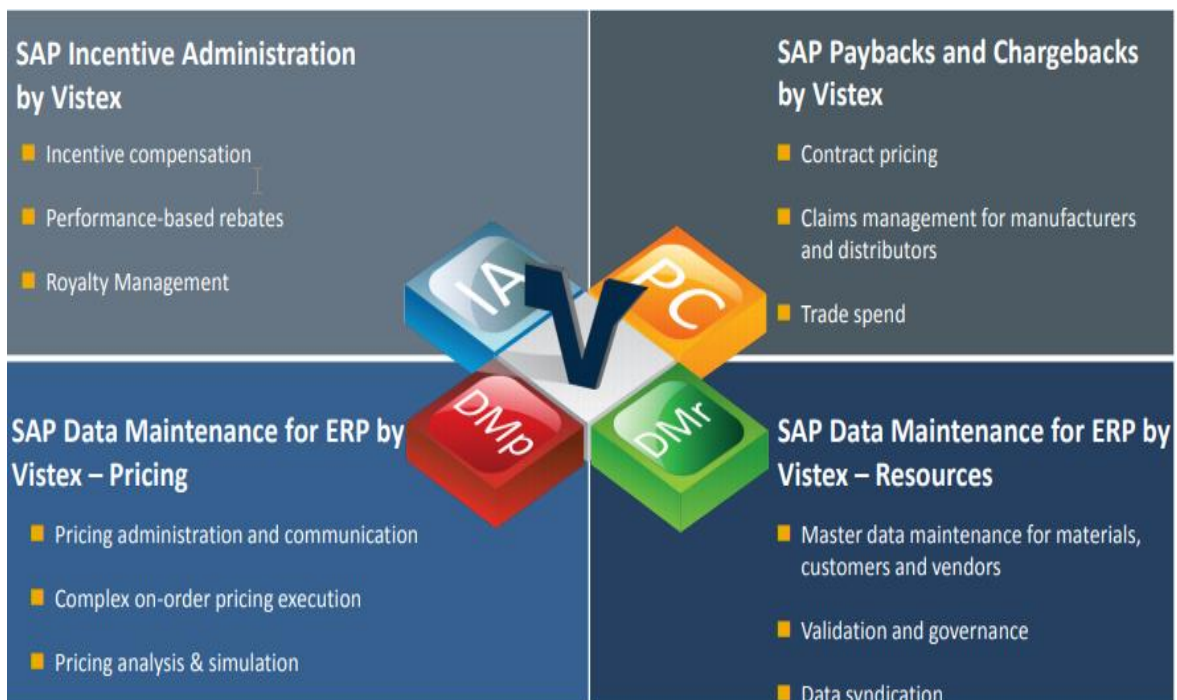 SAP Incentive Administration
by Vistex
Incentive compensation
Performance-based rebates
Royalty Management
SAP Paybacks and Chargebacks
by Vistex
Contract pricing
Claims management for manufacturers
and distributors
Trade spend
IA
V
PC
DMp
DMr
SAP Data Maintenance for ERP by
Vistex – Pricing
Pricing administration and communication
Complex on-order pricing execution
Pricing analysis & simulation
SAP Data Maintenance for ERP by
Vistex – Resources
Master data maintenance for materials,
customers and vendors
Validation and governance
Data syndication